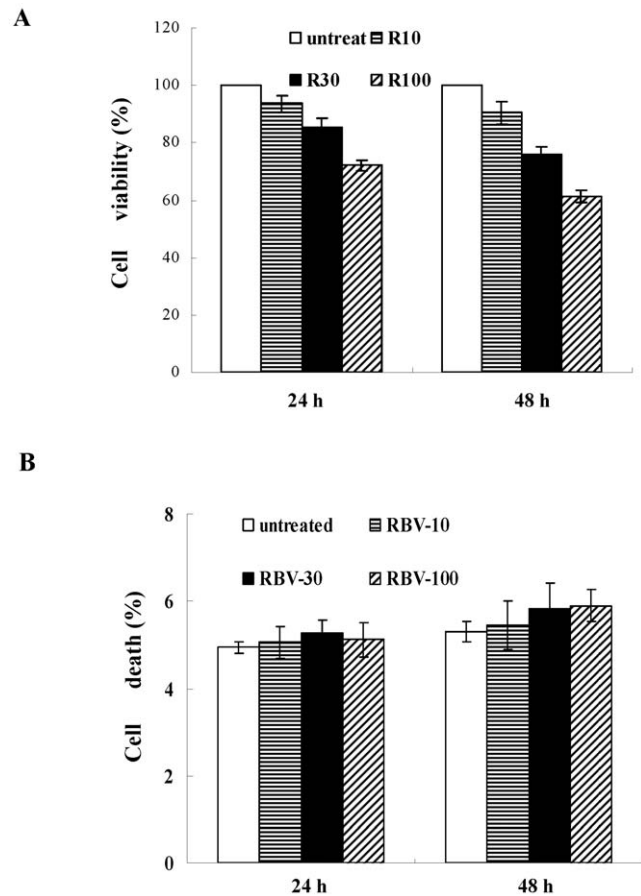 A
120
100
80
60
40
20
0
Cell viability (%)
untreat R10
R30 R100
24 h 48 h
B
8
6
4
2
0
Cell death (%)
untreated RBV-10
RBV-30 RBV-100
24 h 48 h